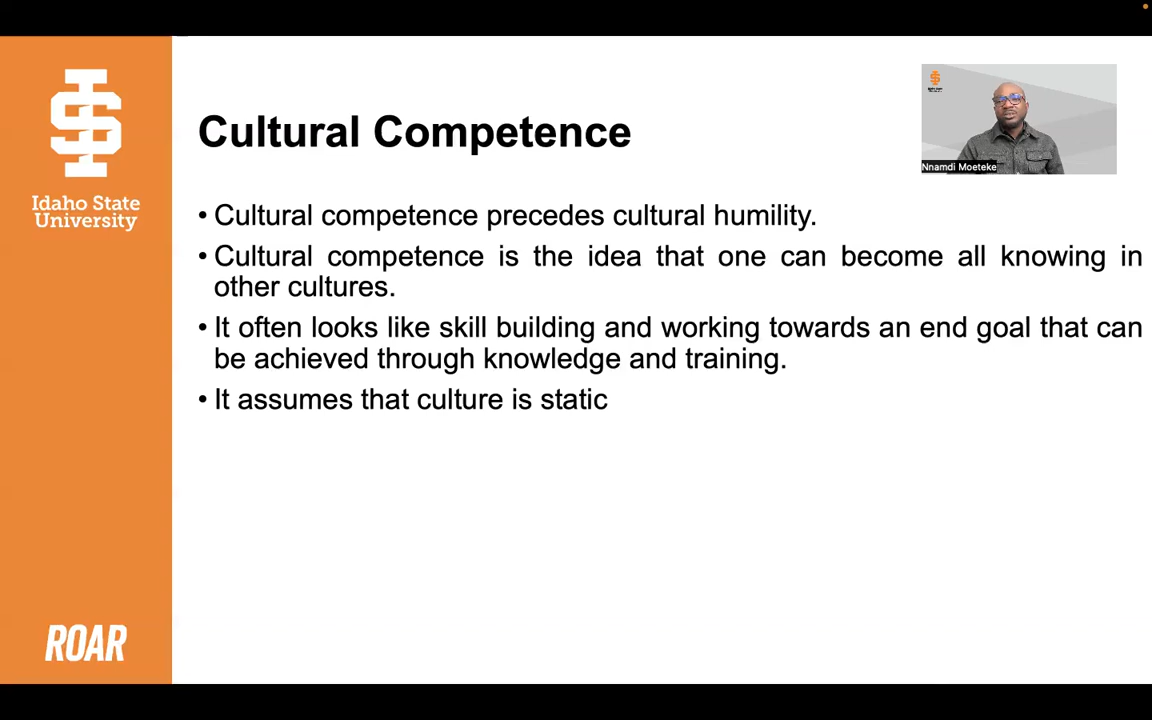 Idaho State
University
Cultural Competence
Nnamdi Moeteke
• Cultural competence precedes cultural humility.
• Cultural competence is the idea that one can become all knowing in
other cultures.
• It often looks like skill building and working towards an end goal that can
be achieved through knowledge and training.
• It assumes that culture is static
ROAR